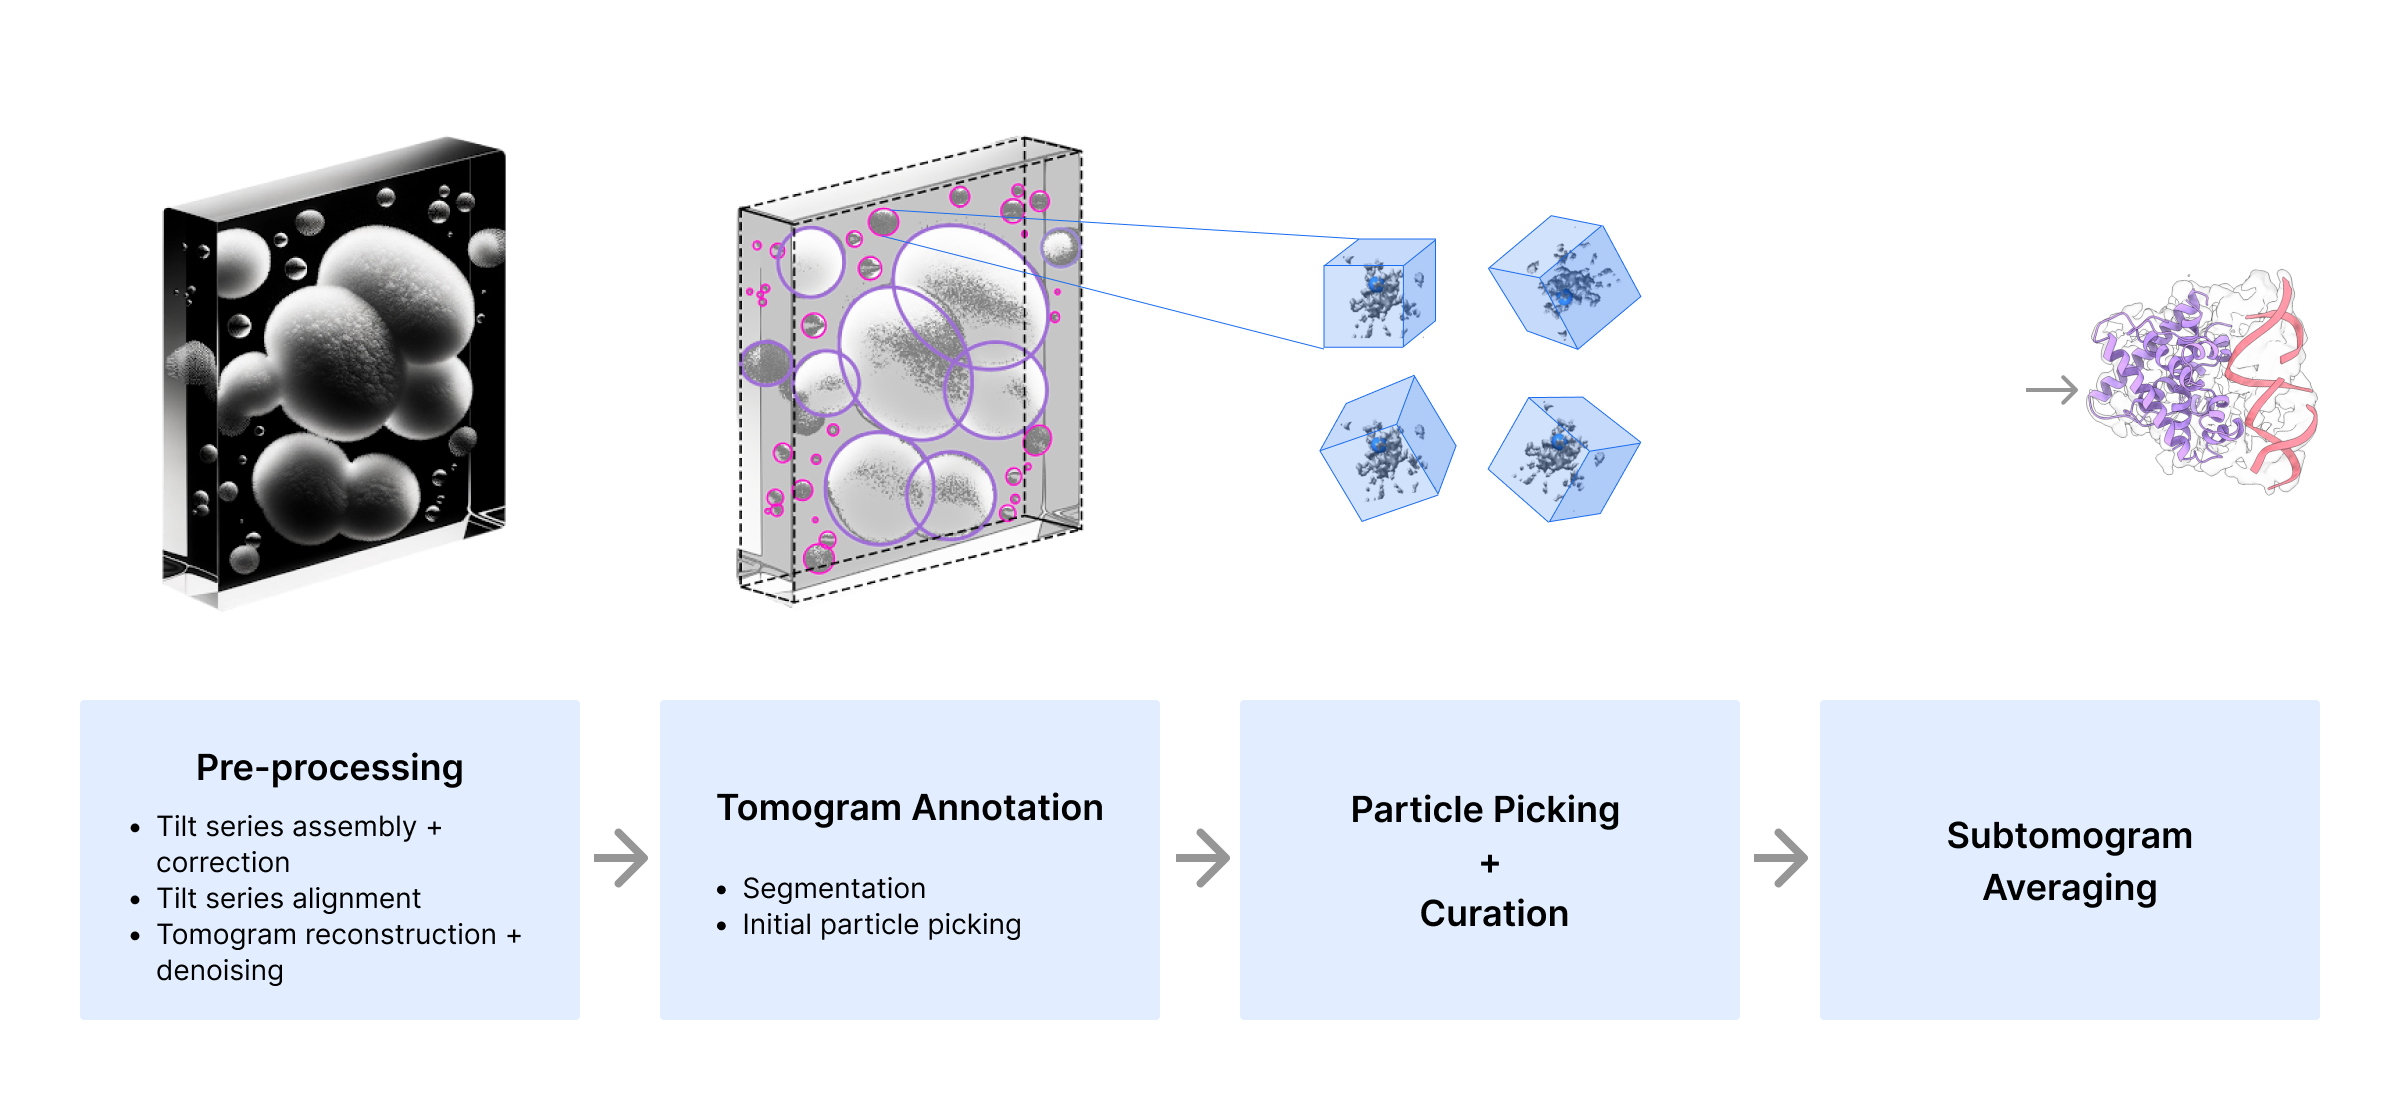 Pre-processing
• Tilt series assembly +
correction
• Tilt series alignment
• Tomogram reconstruction +
denoising
Tomogram Annotation
• Segmentation
• Initial particle picking
Particle Picking
+
Curation
Subtomogram
Averaging